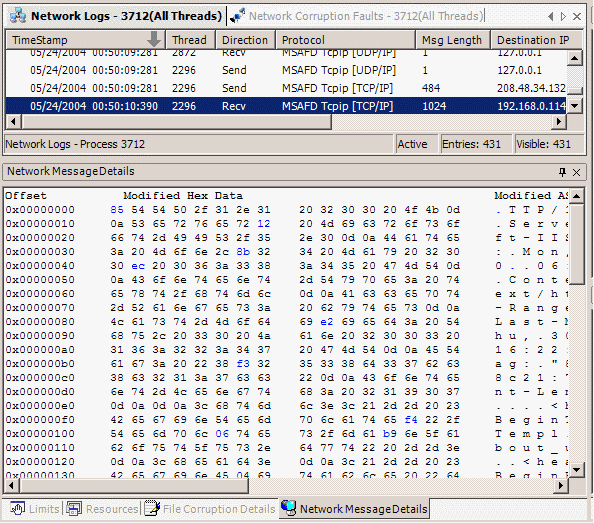 Network Logs - 3712(All Threads) Network Corruption Faults - 3712(All Threads)
TimeStamp Thread Direction Protocol Msg Length Destination IP
05/24/2004 00:50:09:281 2872 Recv MSAFD Tcpip [UDP/IP] 1 127.0.0.1
05/24/2004 00:50:09:281 2296 Send MSAFD Tcpip [UDP/IP] 1 127.0.0.1
05/24/2004 00:50:09:281 2296 Send MSAFD Tcpip [TCP/IP] 484 208.48.34.132
05/24/2004 00:50:10:390 2296 Recv MSAFD Tcpip [TCP/IP] 1024 192.168.0.114
Network Logs - Process 3712 Active Entries: 431 Visible: 431
Network MessageDetails
Offset Modified Hex Data Modified AS
0x00000000 85 54 54 50 2f 31 2e 31 20 32 30 30 20 4f 4b 0d . T T P / 1
0x00000010 0a 53 65 72 76 65 72 12 20 4d 69 63 72 6f 73 6f . S e r v e
0x00000020 66 74 2d 49 49 53 2f 35 2e 30 0d 0a 44 61 74 65 f t - I I S
0x00000030 3a 20 4d 6f 6e 2c 8b 32 34 20 4d 61 79 20 32 30 : . M o n ,
0x00000040 30 ec 20 30 36 3a 33 38 3a 34 35 20 47 4d 54 0d 0 . . 0 6 :
0x00000050 0a 43 6f 6e 74 65 6e 74 2d 54 79 70 65 3a 20 74 . C o n t e
0x00000060 65 78 74 2f 68 74 6d 6c 0d 0a 41 63 63 65 70 74 e x t / h t
0x00000070 2d 52 61 6e 67 65 73 3a 20 62 79 74 65 73 0d 0a - R a n g e
0x00000080 4c 61 73 74 2d 4d 6f 64 69 e2 69 65 64 3a 20 54 L a s t - M
0x00000090 68 75 2c 20 33 30 20 4a 61 6e 20 32 30 30 33 20 h u , . 3 0
0x000000a0 31 36 3a 32 32 3a 34 37 20 47 4d 54 0d 0a 45 54 1 6 : 2 2 :
0x000000b0 61 67 3a 20 22 38 f3 32 35 33 38 64 33 37 62 63 a g : . " 8
0x000000c0 38 63 32 31 3a 37 63 63 22 0d 0a 43 6f 6e 74 65 8 c 2 1 : 7
0x000000d0 6e 74 2d 4c 65 6e 67 74 68 3a 20 32 31 39 30 37 n t - L e n
0x000000e0 0d 0a 0d 0a 3c 68 74 6d 6c 3e 3c 21 2d 2d 20 23 . . . . < h
0x000000f0 42 65 67 69 6e 54 65 6d 70 6c 61 74 65 f4 22 2f B e g i n T
0x00000100 54 65 6d 70 6c 06 74 65 73 2f 6d 61 b9 6e 5f 61 T e m p l .
0x00000110 62 6f 75 74 5f 75 73 2e 64 77 74 22 20 2d 2d 3e b o u t _ u
0x00000120 0d 0a 3c 68 65 61 64 3e 0d 0a 3c 21 2d 2d 20 23 . . < h e a
0x00000130 42 65 67 69 6e 45 04 69 74 61 62 6c 65 20 22 64 B e g i n E
Limits Resources File Corruption Details Network MessageDetails